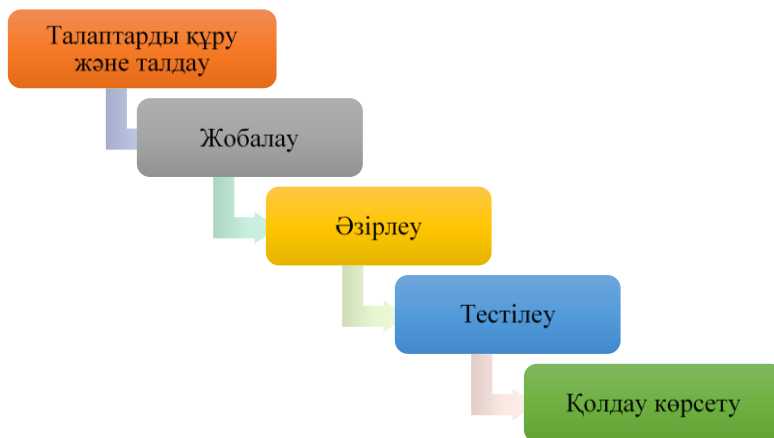 Талаптарды құру
және талдау
Жобалау
Әзірлеу
Тестілеу
Қолдау көрсету